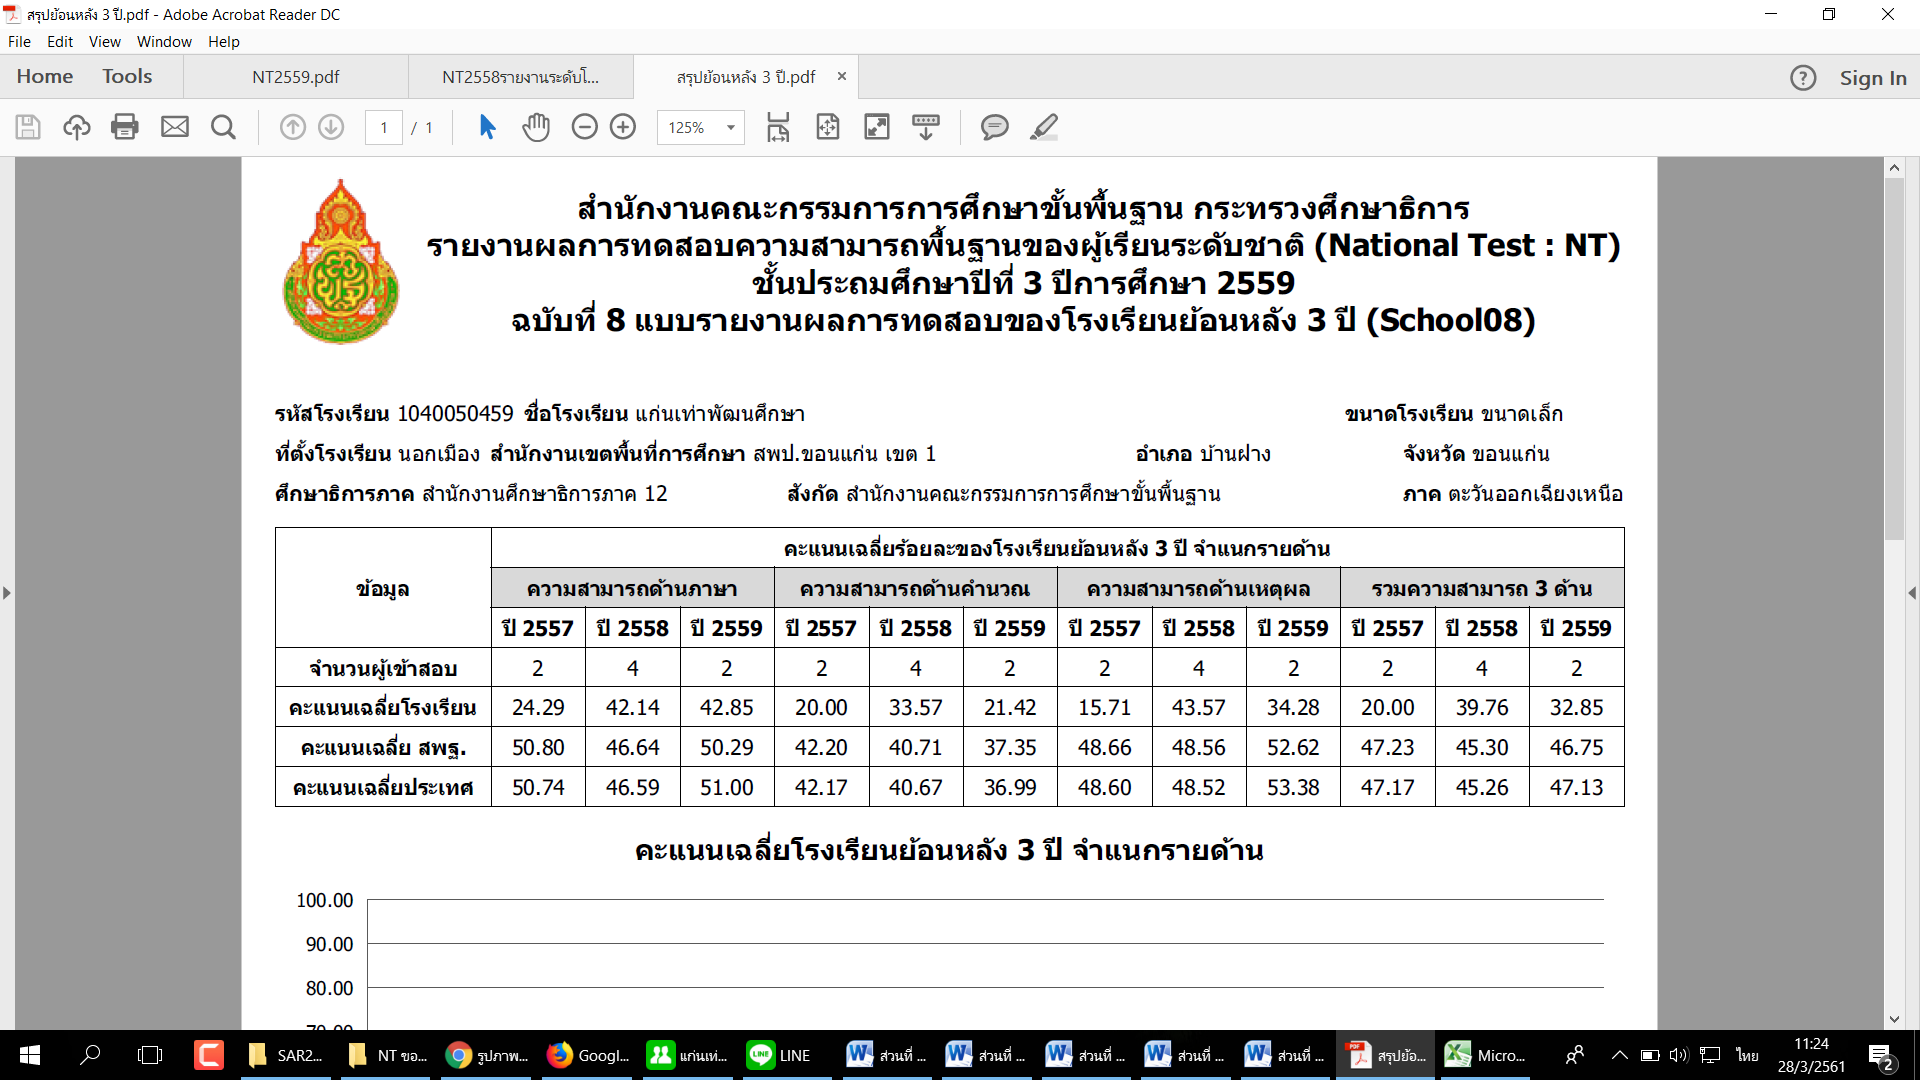 สรุปย้อนหลัง 3 ปี.pdf - Adobe Acrobat Reader DC
File Edit View Window Help
Home Tools NT2559.pdf NT2558รายงานระดับโ... สรุปย้อนหลัง 3 ปี.pdf × Sign In
1 / 1 125%
สำนักงานคณะกรรมการการศึกษาขั้นพื้นฐาน กระทรวงศึกษาธิการ
รายงานผลการทดสอบความสามารถพื้นฐานของผู้เรียนระดับชาติ (National Test : NT)
ชั้นประถมศึกษาปีที่ 3 ปีการศึกษา 2559
ฉบับที่ 8 แบบรายงานผลการทดสอบของโรงเรียนย้อนหลัง 3 ปี (School08)
รหัสโรงเรียน 1040050459 ชื่อโรงเรียน แก่นเท่าพัฒนศึกษา ขนาดโรงเรียน ขนาดเล็ก
ที่ตั้งโรงเรียน นอกเมือง สำนักงานเขตพื้นที่การศึกษา สพป.ขอนแก่น เขต 1 อำเภอ บ้านฝาง จังหวัด ขอนแก่น
ศึกษาธิการภาค สำนักงานศึกษาธิการภาค 12 สังกัด สำนักงานคณะกรรมการการศึกษาขั้นพื้นฐาน ภาค ตะวันออกเฉียงเหนือ
ข้อมูล คะแนนเฉลี่ยร้อยละของโรงเรียนย้อนหลัง 3 ปี จำแนกรายด้าน
ความสามารถด้านภาษา ความสามารถด้านคำนวณ ความสามารถด้านเหตุผล รวมความสามารถ 3 ด้าน
ปี 2557 ปี 2558 ปี 2559 ปี 2557 ปี 2558 ปี 2559 ปี 2557 ปี 2558 ปี 2559 ปี 2557 ปี 2558 ปี 2559
จำนวนผู้เข้าสอบ 2 4 2 2 4 2 2 4 2 2 4 2
คะแนนเฉลี่ยโรงเรียน 24.29 42.14 42.85 20.00 33.57 21.42 15.71 43.57 34.28 20.00 39.76 32.85
คะแนนเฉลี่ย สพฐ. 50.80 46.64 50.29 42.20 40.71 37.35 48.66 48.56 52.62 47.23 45.30 46.75
คะแนนเฉลี่ยประเทศ 50.74 46.59 51.00 42.17 40.67 36.99 48.60 48.52 53.38 47.17 45.26 47.13
คะแนนเฉลี่ยโรงเรียนย้อนหลัง 3 ปี จำแนกรายด้าน
100.00
90.00
80.00
70.00
SAR2... NT ขอ... รูปภาพ... Googl... แก่นเท่... LINE ส่วนที่ ... ส่วนที่ ... ส่วนที่ ... ส่วนที่ ... ส่วนที่ ... สรุปย้อ... Micro... ไทย 11:24
28/3/2561 2